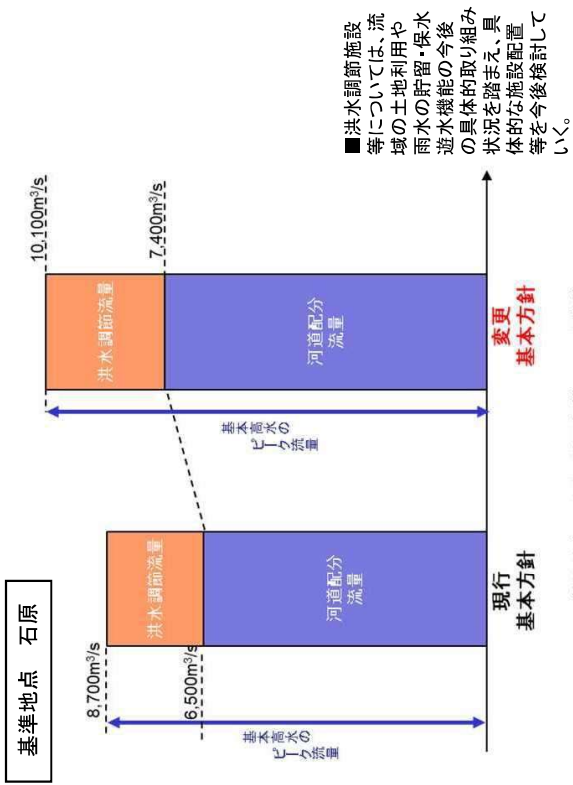 基準地点　石原
8,700m³/s
6,500m³/s
洪水調節流量
河道配分
流量
基本高水の
ピーク流量
現行
基本方針
10,100m³/s
7,400m³/s
洪水調節流量
河道配分
流量
基本高水の
ピーク流量
変更
基本方針
■洪水調節施設
等については、流
域の土地利用や
雨水の貯留・保水
遊水機能の今後
の具体的取り組み
状況を踏まえ、具
体的な施設配置
等を今後検討して
いく。